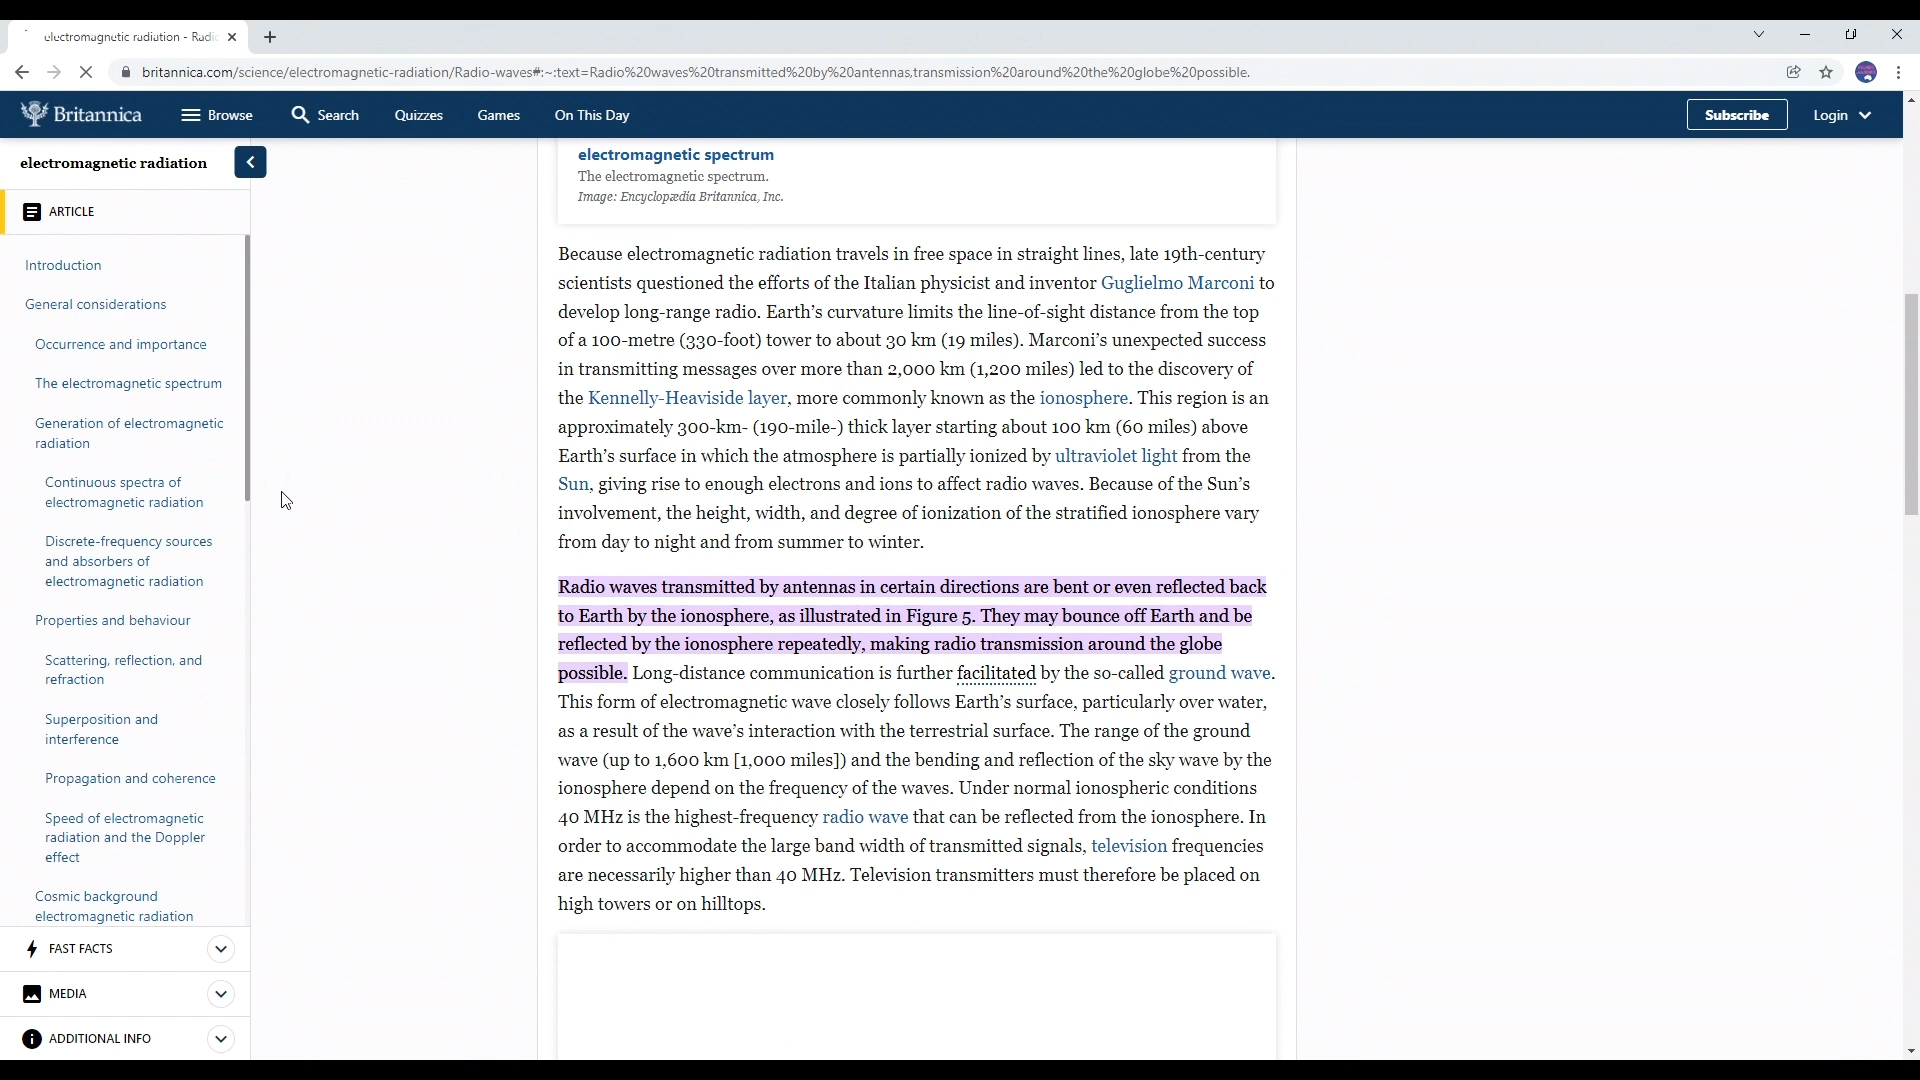 electromagnetic radiation - Radio
britannica.com/science/electromagnetic-radiation/Radio-waves#:~:text=Radio%20waves%20transmitted%20by%20antennas,transmission%20around%20the%20globe%20possible.
Britannica
Browse
Search
Quizzes
Games
On This Day
Subscribe
Login
electromagnetic radiation
ARTICLE
Introduction
General considerations
Occurrence and importance
The electromagnetic spectrum
Generation of electromagnetic
radiation
Continuous spectra of
electromagnetic radiation
Discrete-frequency sources
and absorbers of
electromagnetic radiation
Properties and behaviour
Scattering, reflection, and
refraction
Superposition and
interference
Propagation and coherence
Speed of electromagnetic
radiation and the Doppler
effect
Cosmic background
electromagnetic radiation
FAST FACTS
MEDIA
ADDITIONAL INFO
electromagnetic spectrum
The electromagnetic spectrum.
Image: Encyclopædia Britannica, Inc.
Because electromagnetic radiation travels in free space in straight lines, late 19th-century
scientists questioned the efforts of the Italian physicist and inventor Guglielmo Marconi to
develop long-range radio. Earth's curvature limits the line-of-sight distance from the top
of a 100-metre (330-foot) tower to about 30 km (19 miles). Marconi's unexpected success
in transmitting messages over more than 2,000 km (1,200 miles) led to the discovery of
the Kennelly-Heaviside layer, more commonly known as the ionosphere. This region is an
approximately 300-km- (190-mile-) thick layer starting about 100 km (60 miles) above
Earth's surface in which the atmosphere is partially ionized by ultraviolet light from the
Sun, giving rise to enough electrons and ions to affect radio waves. Because of the Sun's
involvement, the height, width, and degree of ionization of the stratified ionosphere vary
from day to night and from summer to winter.
Radio waves transmitted by antennas in certain directions are bent or even reflected back
to Earth by the ionosphere, as illustrated in Figure 5. They may bounce off Earth and be
reflected by the ionosphere repeatedly, making radio transmission around the globe
possible. Long-distance communication is further facilitated by the so-called ground wave.
This form of electromagnetic wave closely follows Earth's surface, particularly over water,
as a result of the wave's interaction with the terrestrial surface. The range of the ground
wave (up to 1,600 km [1,000 miles]) and the bending and reflection of the sky wave by the
ionosphere depend on the frequency of the waves. Under normal ionospheric conditions
40 MHz is the highest-frequency radio wave that can be reflected from the ionosphere. In
order to accommodate the large band width of transmitted signals, television frequencies
are necessarily higher than 40 MHz. Television transmitters must therefore be placed on
high towers or on hilltops.